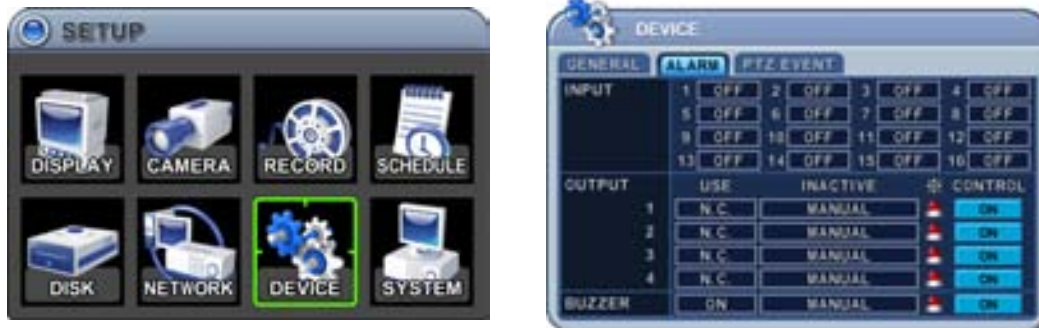 SETUP
DISPLAY CAMERA RECORD SCHEDULE
DISK NETWORK DEVICE SYSTEM
DEVICE
GENERAL ALARM PTZ EVENT
INPUT 1 OFF 2 OFF 3 OFF 4 OFF
5 OFF 6 OFF 7 OFF 8 OFF
9 OFF 10 OFF 11 OFF 12 OFF
13 OFF 14 OFF 15 OFF 16 OFF
OUTPUT USE INACTIVE CONTROL
1 N.C. MANUAL ON
2 N.C. MANUAL ON
3 N.C. MANUAL ON
4 N.C. MANUAL ON
BUZZER ON MANUAL ON